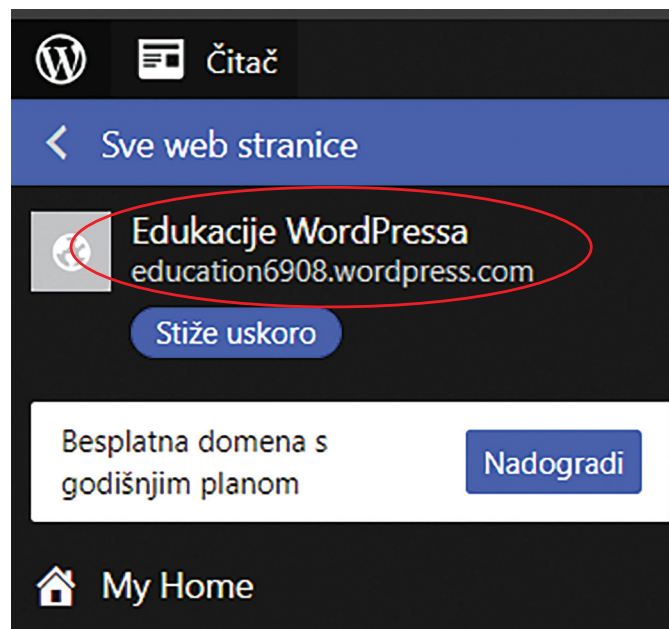 Čitač
Sve web stranice
Edukacije WordPressa
education6908.wordpress.com
Stiže uskoro
Besplatna domena s
godišnjim planom
Nadogradi
My Home